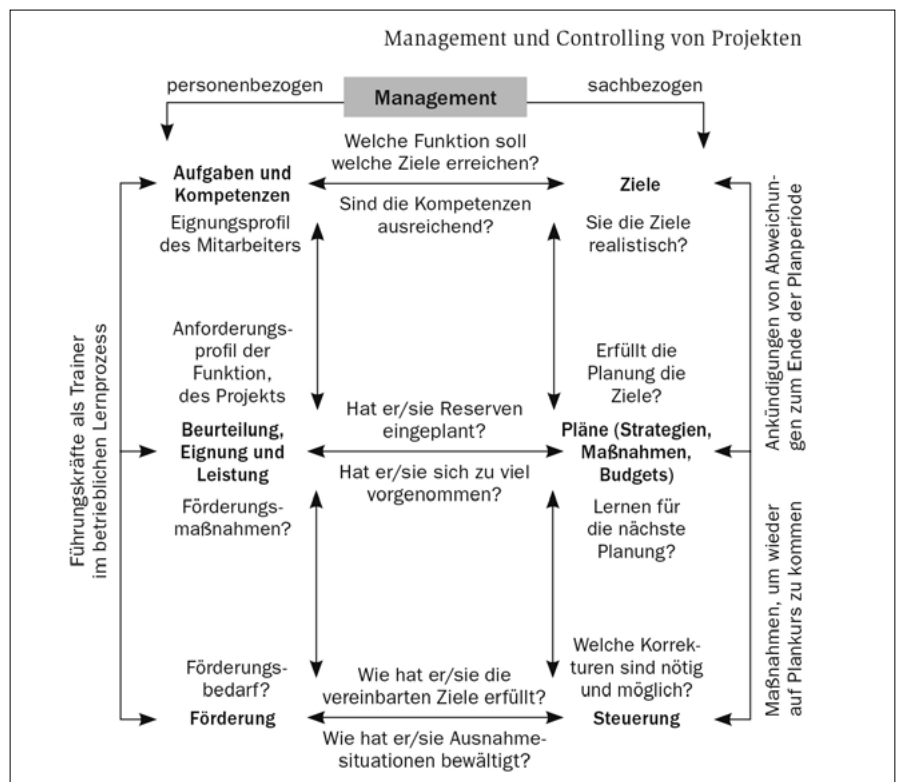 Management und Controlling von Projekten
personenbezogen
Management
sachbezogen
Welche Funktion soll
welche Ziele erreichen?
Aufgaben und
Kompetenzen
Ziele
Sind die Kompetenzen
ausreichend?
Eignungsprofil
des Mitarbeiters
Sie die Ziele
realistisch?
Anforderungs-
profil der
Funktion,
des Projekts
Erfüllt die
Planung die
Ziele?
Hat er/sie Reserven
eingeplant?
Beurteilung,
Eignung und
Leistung
Pläne (Strategien,
Maßnahmen,
Budgets)
Hat er/sie sich zu viel
vorgenommen?
Förderungs-
maßnahmen?
Lernen für
die nächste
Planung?
Förderungs-
bedarf?
Wie hat er/sie die
vereinbarten Ziele erfüllt?
Welche Korrek-
turen sind nötig
und möglich?
Förderung
Steuerung
Wie hat er/sie Ausnahme-
situationen bewältigt?
Führungskräfte als Trainer
im betrieblichen Lernprozess
Ankündigungen von Abweichun-
gen zum Ende der Planperiode
Maßnahmen, um wieder
auf Plankurs zu kommen